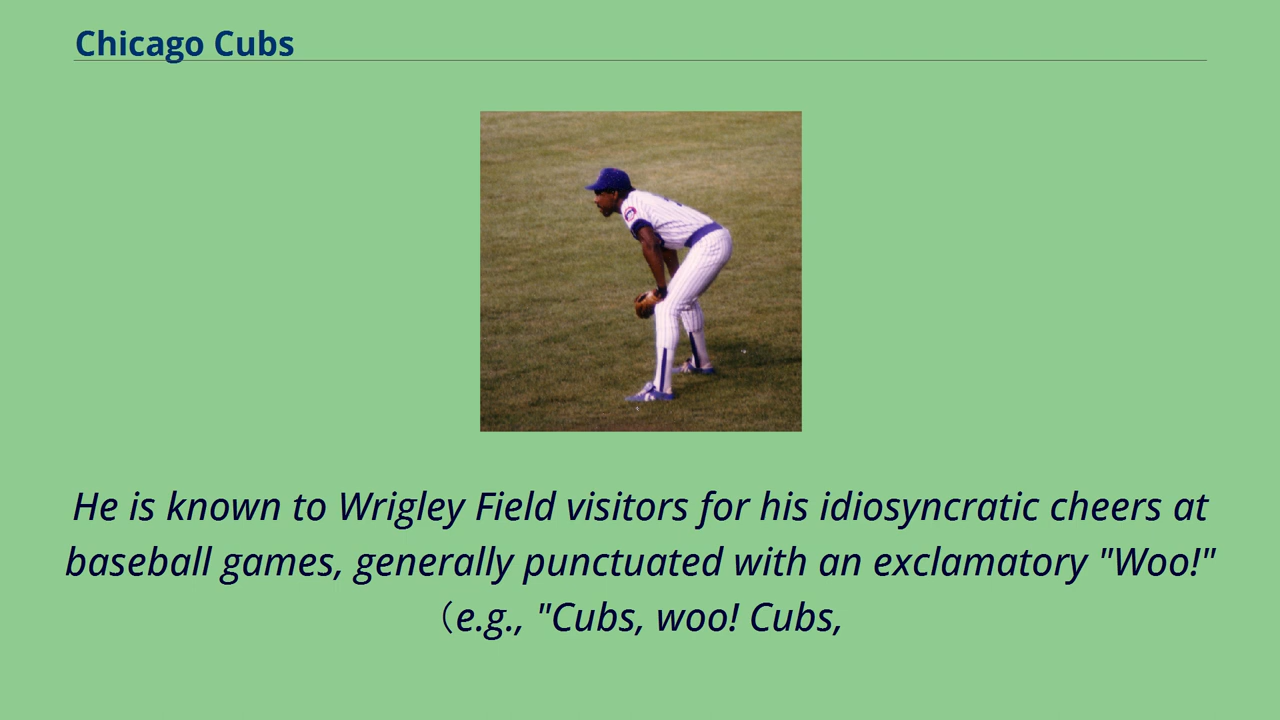 Chicago Cubs
He is known to Wrigley Field visitors for his idiosyncratic cheers at
baseball games, generally punctuated with an exclamatory "Woo!"
（e.g., "Cubs, woo! Cubs,